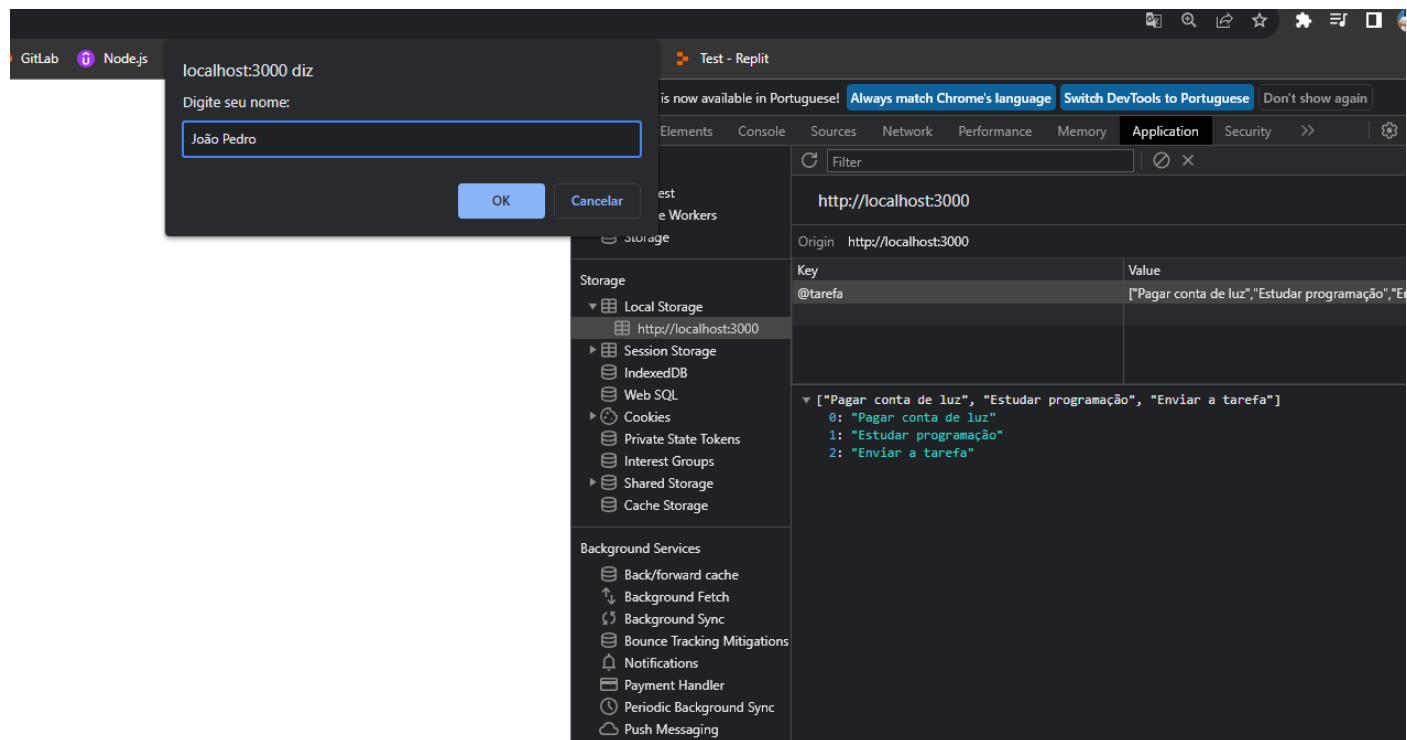 GitLab Node.js Test - Replit
localhost:3000 diz
Digite seu nome:
João Pedro
OK Cancelar
is now available in Portuguese! Always match Chrome's language Switch DevTools to Portuguese Don't show again
Elements Console Sources Network Performance Memory Application Security
Filter
est
e Workers
Storage
Storage
Local Storage
http://localhost:3000
Session Storage
IndexedDB
Web SQL
Cookies
Private State Tokens
Interest Groups
Shared Storage
Cache Storage
Background Services
Back/forward cache
Background Fetch
Background Sync
Bounce Tracking Mitigations
Notifications
Payment Handler
Periodic Background Sync
Push Messaging
http://localhost:3000
Origin http://localhost:3000
Key Value
@tarefa ["Pagar conta de luz","Estudar programação","En
["Pagar conta de luz", "Estudar programação", "Enviar a tarefa"]
0: "Pagar conta de luz"
1: "Estudar programação"
2: "Enviar a tarefa"